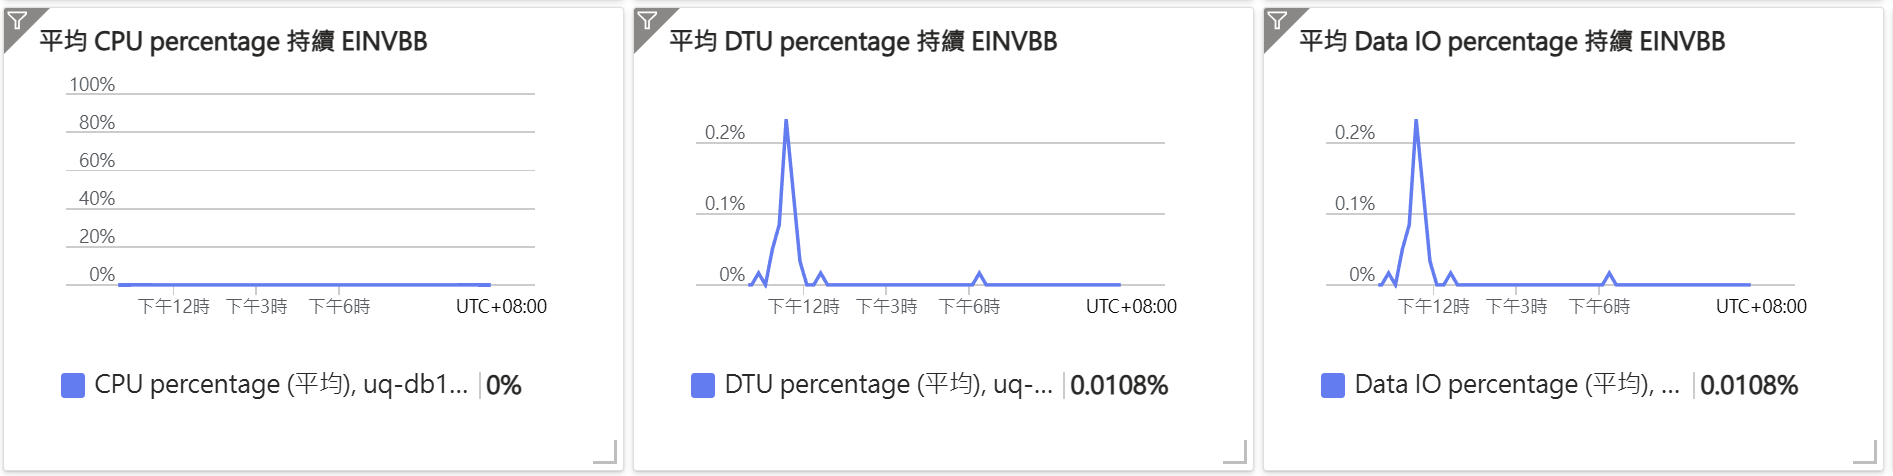 平均 CPU percentage 持續 EINVBB
100%
80%
60%
40%
20%
0%
下午12時 下午3時 下午6時 UTC+08:00
CPU percentage (平均), uq-db1... 0%
平均 DTU percentage 持續 EINVBB
0.2%
0.1%
0%
下午12時 下午3時 下午6時 UTC+08:00
DTU percentage (平均), uq-... 0.0108%
平均 Data IO percentage 持續 EINVBB
0.2%
0.1%
0%
下午12時 下午3時 下午6時 UTC+08:00
Data IO percentage (平均), ... 0.0108%